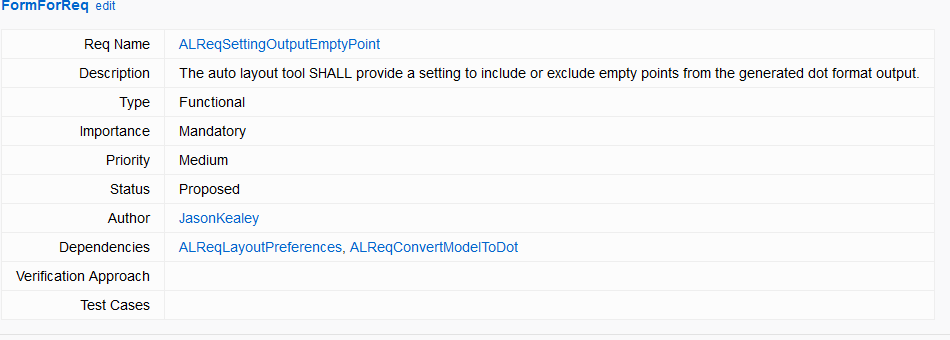 FormForReq edit
Req Name ALReqSettingOutputEmptyPoint
Description The auto layout tool SHALL provide a setting to include or exclude empty points from the generated dot format output.
Type Functional
Importance Mandatory
Priority Medium
Status Proposed
Author JasonKealey
Dependencies ALReqLayoutPreferences, ALReqConvertModelToDot
Verification Approach
Test Cases